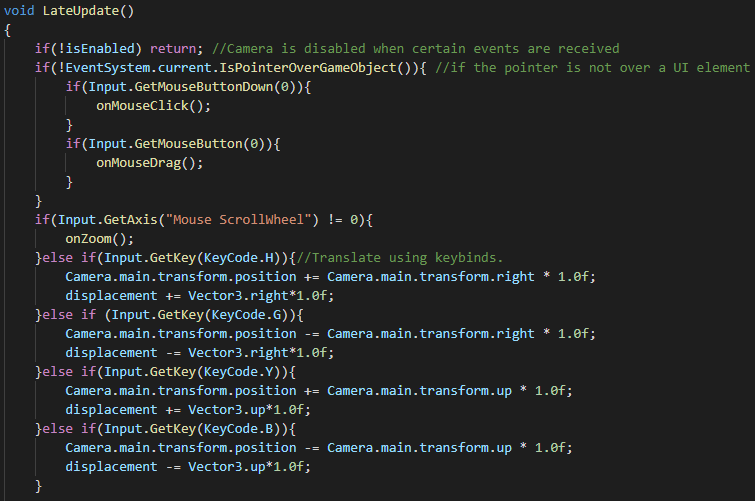 void LateUpdate()
{
    if(!isEnabled) return; //Camera is disabled when certain events are received
    if(!EventSystem.current.IsPointerOverGameObject()){ //if the pointer is not over a UI element
        if(Input.GetMouseButtonDown(0)){
            onMouseClick();
        }
        if(Input.GetMouseButton(0)){
            onMouseDrag();
        }
    }
    if(Input.GetAxis("Mouse ScrollWheel") != 0){
        onZoom();
    }else if(Input.GetKey(KeyCode.H)){//Translate using keybinds.
        Camera.main.transform.position += Camera.main.transform.right * 1.0f;
        displacement += Vector3.right*1.0f;
    }else if (Input.GetKey(KeyCode.G)){
        Camera.main.transform.position -= Camera.main.transform.right * 1.0f;
        displacement -= Vector3.right*1.0f;
    }else if(Input.GetKey(KeyCode.Y)){
        Camera.main.transform.position += Camera.main.transform.up * 1.0f;
        displacement += Vector3.up*1.0f;
    }else if(Input.GetKey(KeyCode.B)){
        Camera.main.transform.position -= Camera.main.transform.up * 1.0f;
        displacement -= Vector3.up*1.0f;
    }